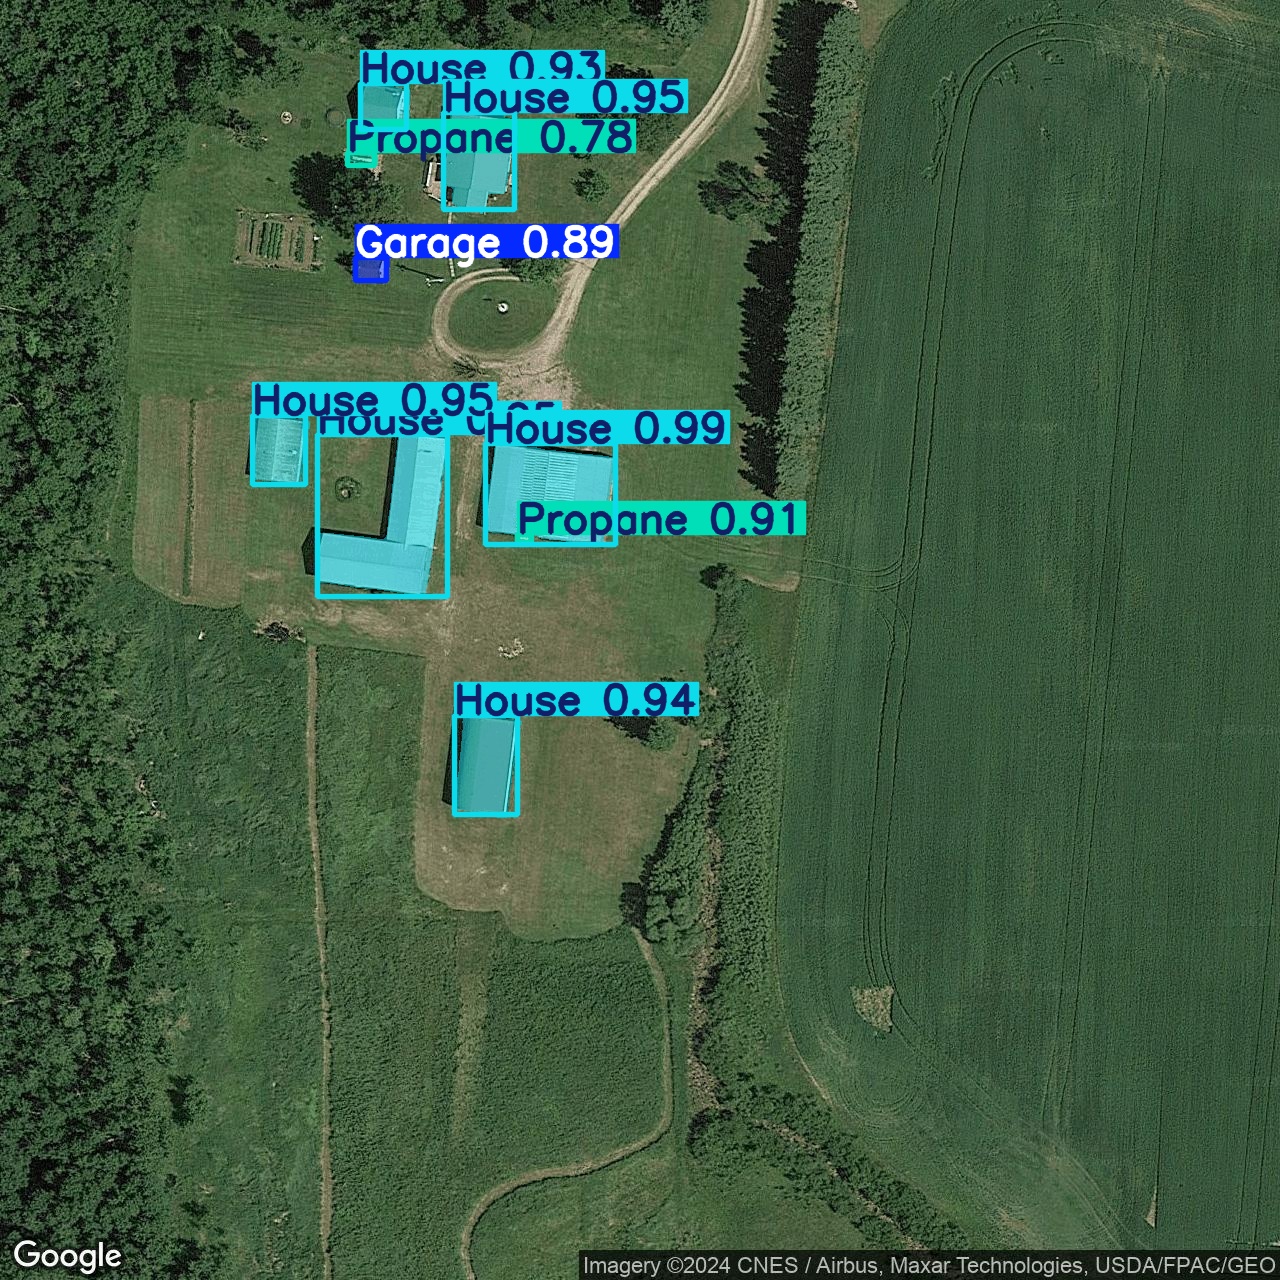 House 0.93
House 0.95
Propane 0.78
Garage 0.89
House 0.95
House
House 0.99
Propane 0.91
House 0.94
Google
Imagery ©2024 CNES / Airbus, Maxar Technologies, USDA/FPAC/GEO